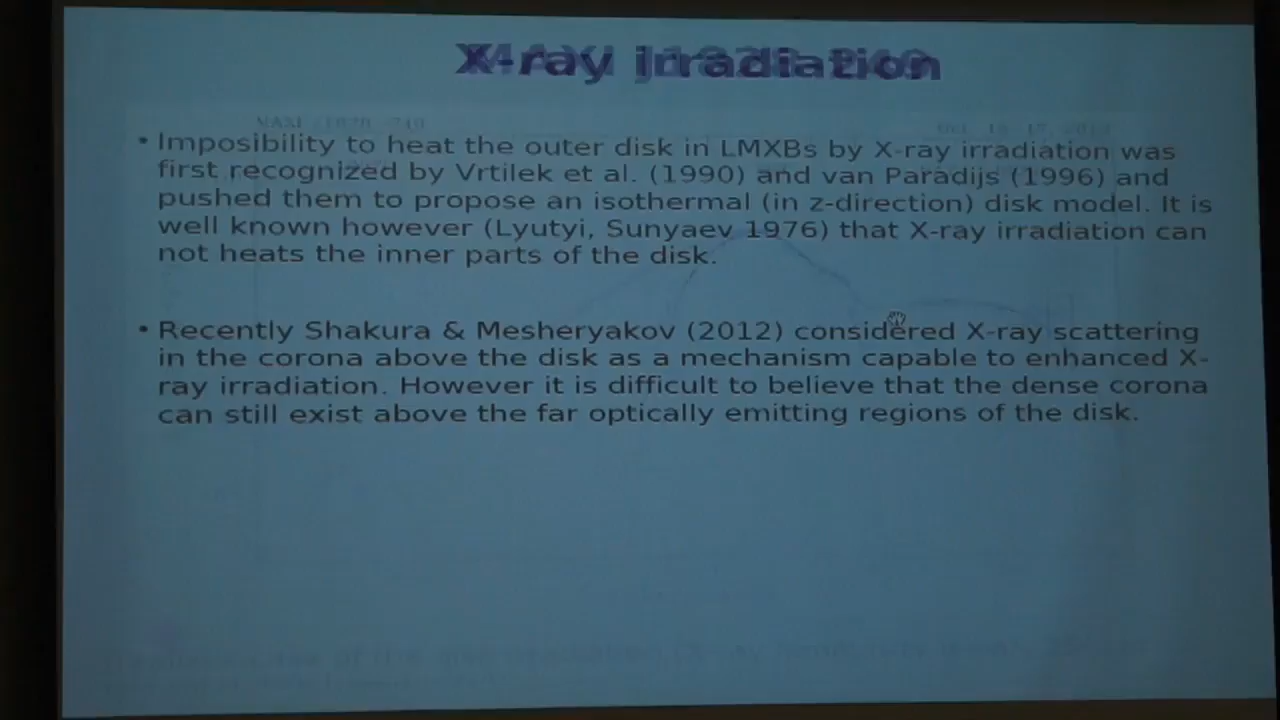 X-ray irradiation
• Imposibility to heat the outer disk in LMXBs by X-ray irradiation was
first recognized by Vrtilek et al. (1990) and van Paradijs (1996) and
pushed them to propose an isothermal (in z-direction) disk model. It is
well known however (Lyutyi, Sunyaev 1976) that X-ray irradiation can
not heats the inner parts of the disk.
• Recently Shakura & Mesheryakov (2012) considered X-ray scattering
in the corona above the disk as a mechanism capable to enhanced X-
ray irradiation. However it is difficult to believe that the dense corona
can still exist above the far optically emitting regions of the disk.